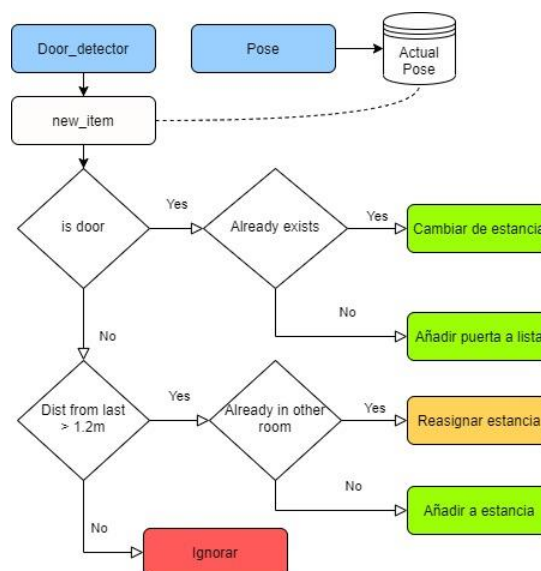 Door_detector
Pose
Actual
Pose
new_item
is door
Yes
Already exists
Yes
Cambiar de estancia
No
Añadir puerta a lista
No
Dist from last
> 1.2m
Yes
Already in other
room
Yes
Reasignar estancia
No
Añadir a estancia
No
Ignorar